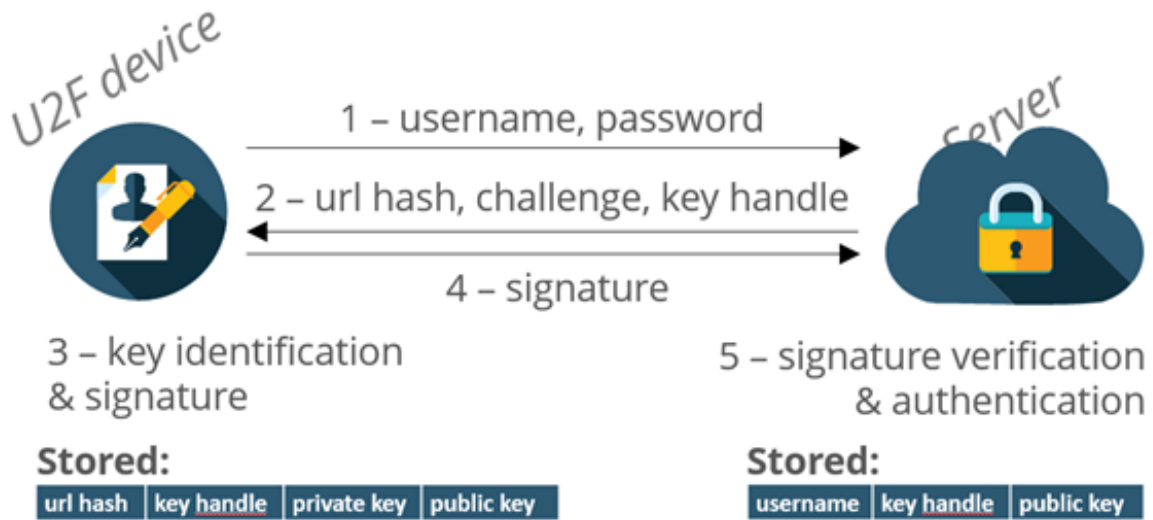 U2F device
Server
1 – username, password
2 – url hash, challenge, key handle
4 – signature
3 – key identification
& signature
5 – signature verification
& authentication
Stored:
url hash key handle private key public key
Stored:
username key handle public key